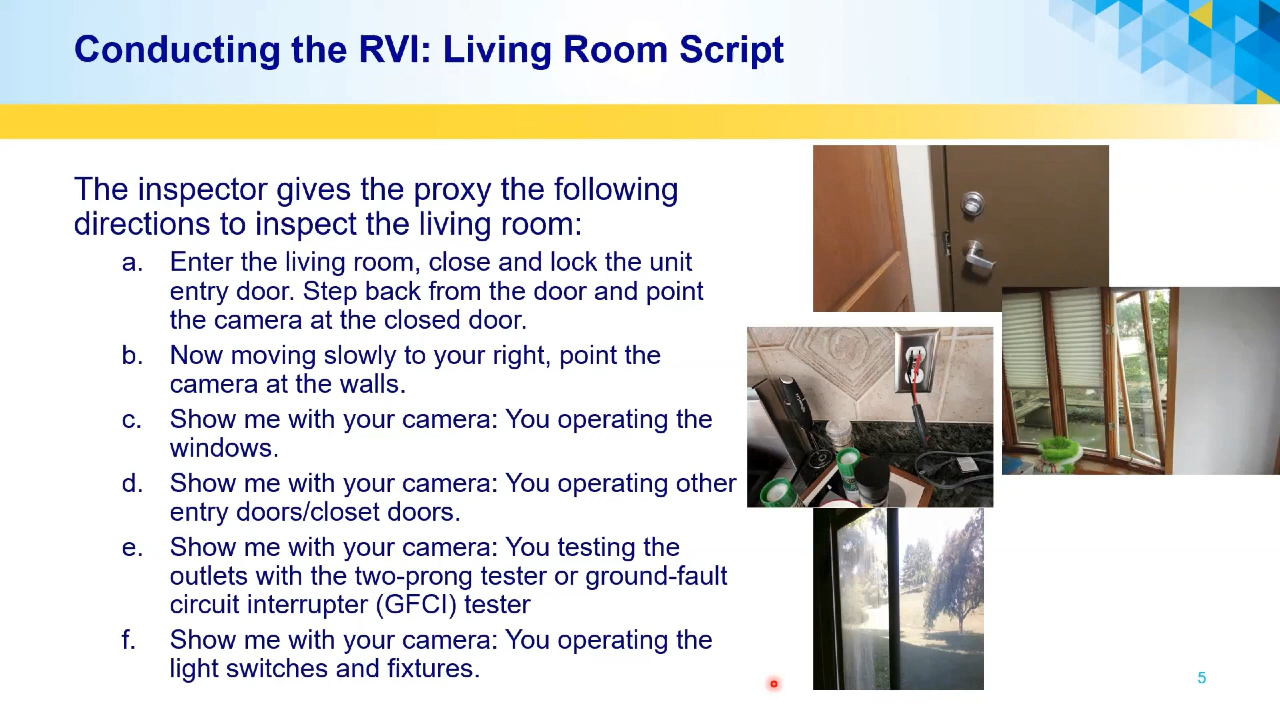 Conducting the RVI: Living Room Script
The inspector gives the proxy the following
directions to inspect the living room:
a. Enter the living room, close and lock the unit
entry door. Step back from the door and point
the camera at the closed door.
b. Now moving slowly to your right, point the
camera at the walls.
c. Show me with your camera: You operating the
windows.
d. Show me with your camera: You operating other
entry doors/closet doors.
e. Show me with your camera: You testing the
outlets with the two-prong tester or ground-fault
circuit interrupter (GFCI) tester
f. Show me with your camera: You operating the
light switches and fixtures.
5